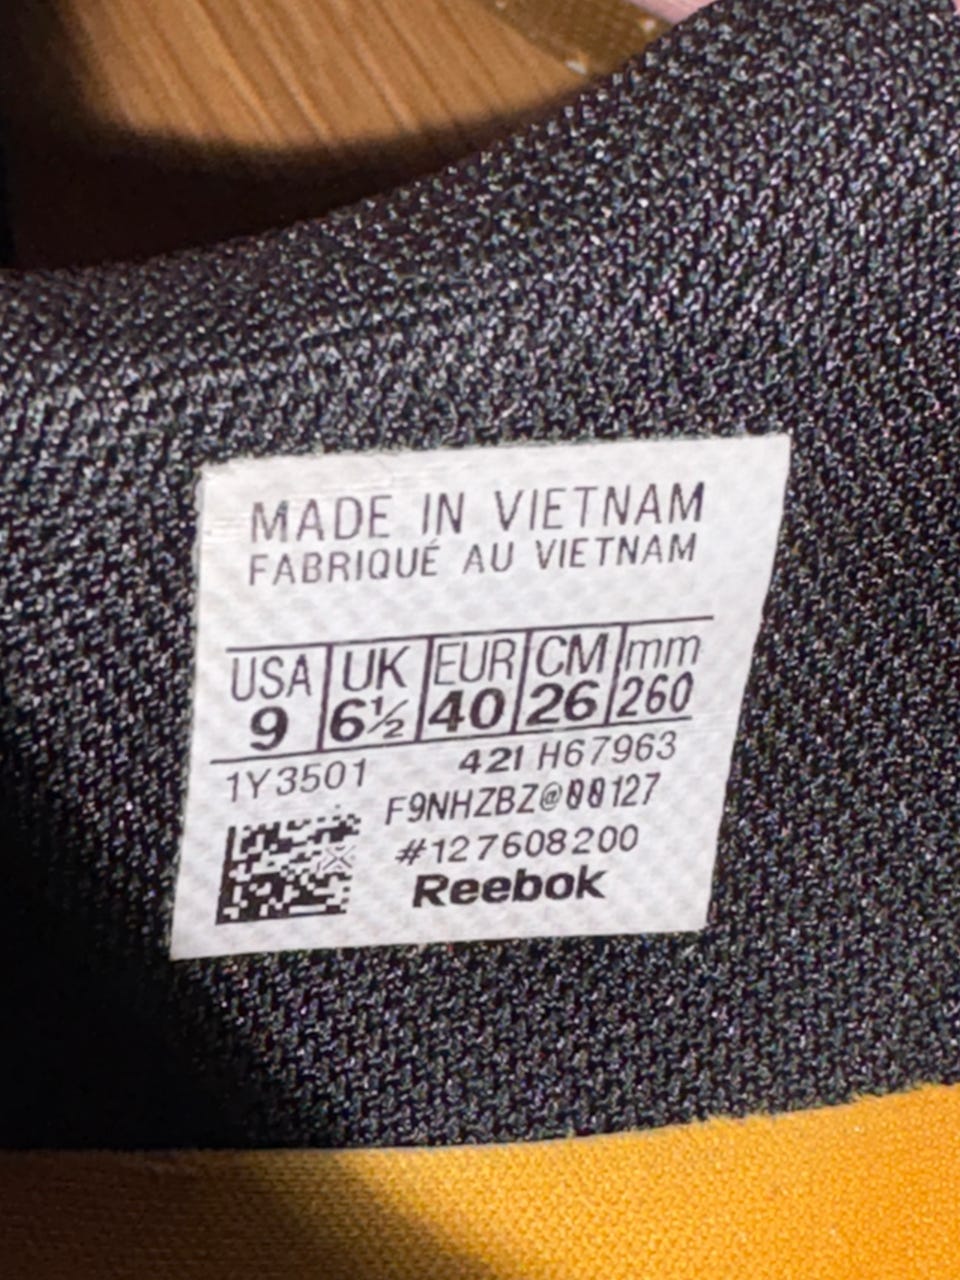 MADE IN VIETNAM
FABRIQUÉ AU VIETNAM
USA UK EUR CM mm
9 6½ 40 26 260
1Y3501 421 H67963
F9NHZBZ@00127
#127608200
Reebok